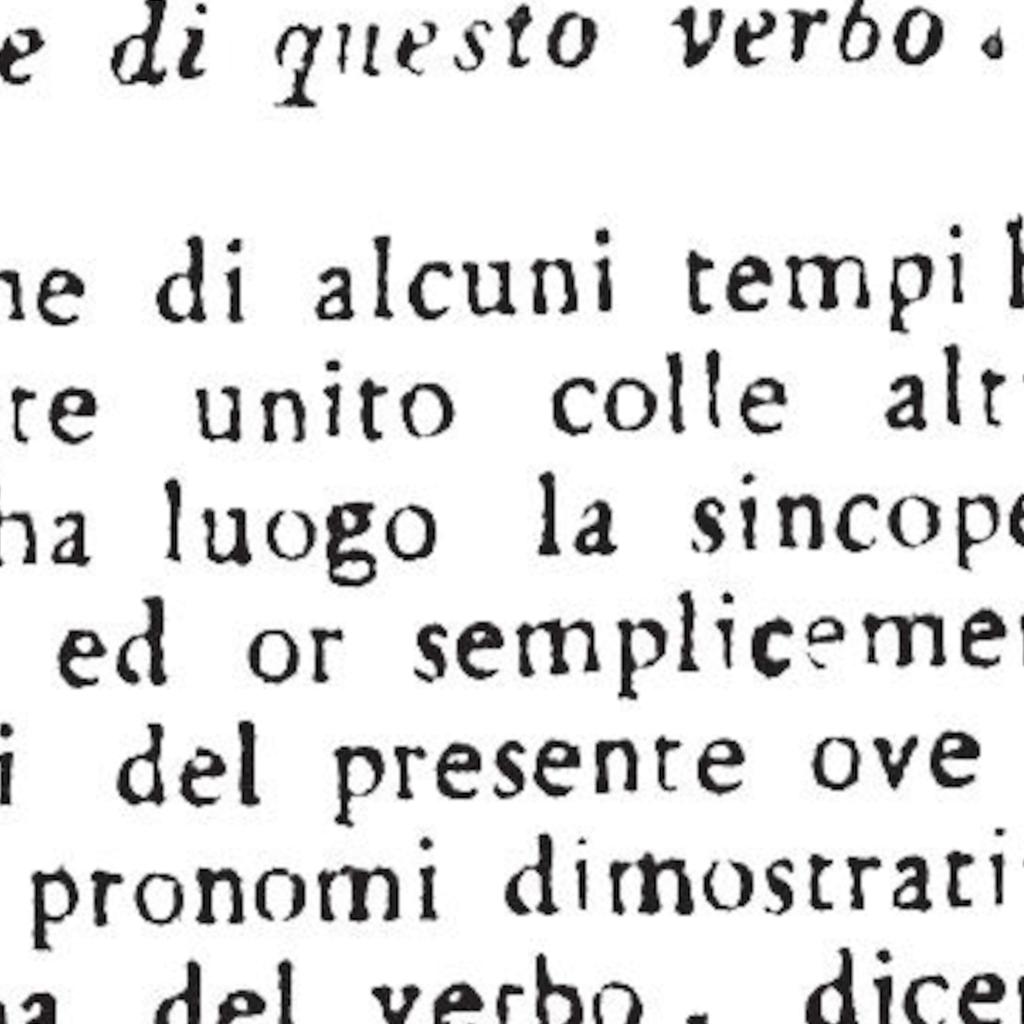 e di questo verbo.
ne di alcuni tempi
te unito colle alt
ha luogo la sincope
ed or semplicemen
i del presente ove
pronomi dimostrati
na del verbo. dicen